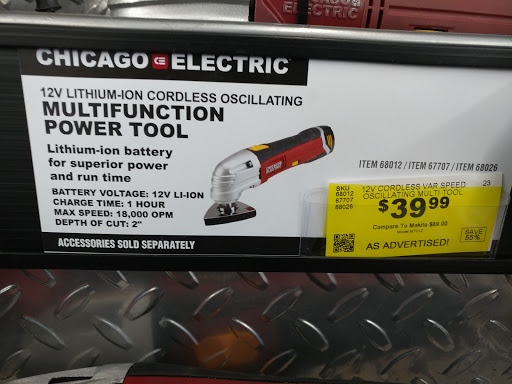 ELECTRIC
CHICAGO CE ELECTRIC
12V LITHIUM-ION CORDLESS OSCILLATING
MULTIFUNCTION
POWER TOOL
Lithium-ion battery
for superior power
and run time
BATTERY VOLTAGE: 12V LI-ION
CHARGE TIME: 1 HOUR
MAX SPEED: 18,000 OPM
DEPTH OF CUT: 2"
ACCESSORIES SOLD SEPARATELY
ITEM 68012 / ITEM 67707 / ITEM 68026
SKU
68012
67707
68026
12V CORDLESS VAR SPEED
OSCILLATING MULTI TOOL
23
$39.99
Compare To Makita $89.00
SAVE
55%
AS ADVERTISED!